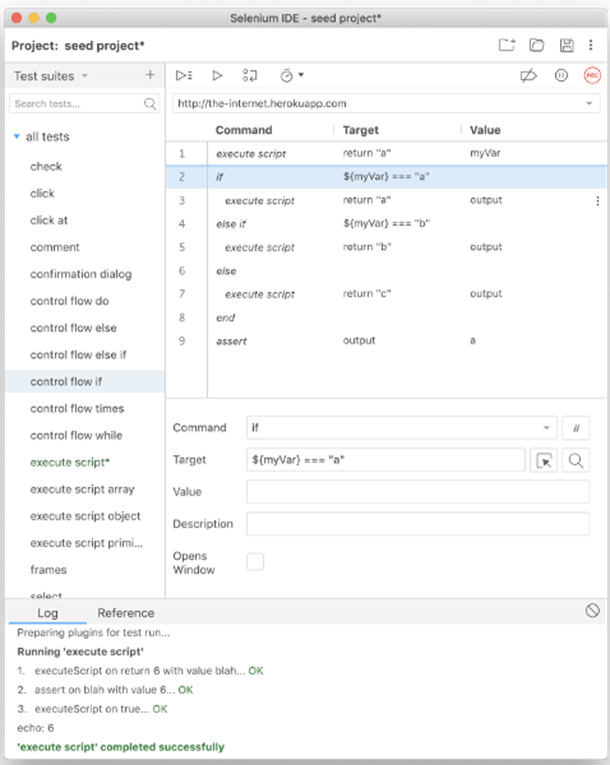 Selenium IDE - seed project*
Project: seed project*
Test suites
+
Search tests...
all tests
check
click
click at
comment
confirmation dialog
control flow do
control flow else
control flow else if
control flow if
control flow times
control flow while
execute script*
execute script array
execute script object
execute script primi...
frames
select
REC
http://the-internet.herokuapp.com
Command Target Value
1 execute script return "a" myVar
2 if ${myVar} === "a"
3 execute script return "a" output
4 else if ${myVar} === "b"
5 execute script return "b" output
6 else
7 execute script return "c" output
8 end
9 assert output a
Command if //
Target ${myVar} === "a"
Value
Description
Opens
Window
Log Reference
Preparing plugins for test run...
Running 'execute script'
1. executeScript on return 6 with value blah... OK
2. assert on blah with value 6... OK
3. executeScript on true... OK
echo: 6
'execute script' completed successfully